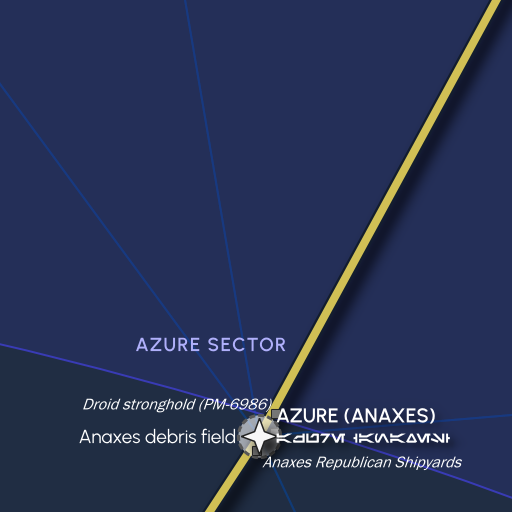 AZURE SECTOR
Droid stronghold (PM-6986)
AZURE (ANAXES)
Anaxes debris field
Anaxes Republican Shipyards